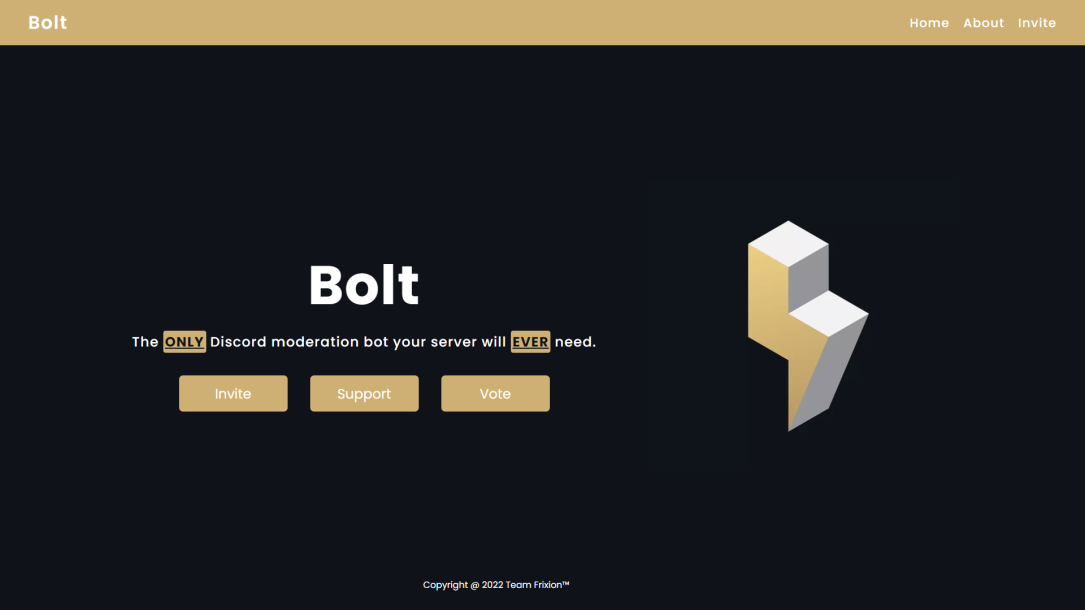 Bolt
Home About Invite
Bolt
The ONLY Discord moderation bot your server will EVER need.
Invite Support Vote
Copyright @ 2022 Team Frixion™